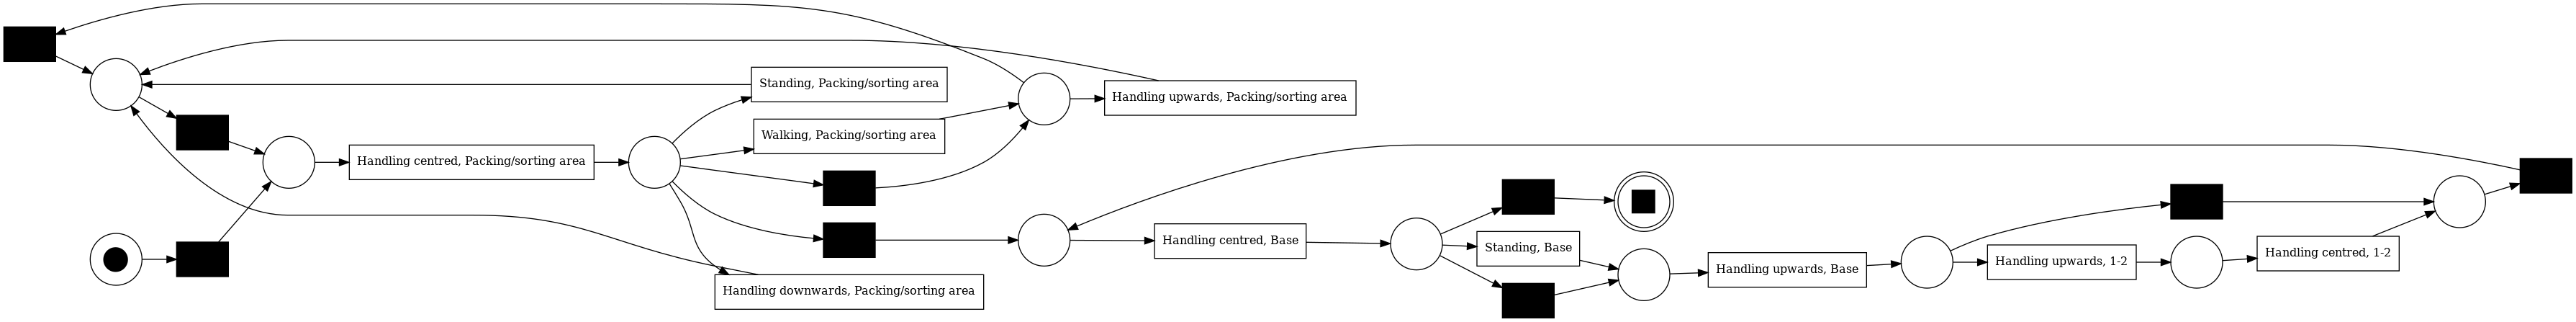 Standing, Packing/sorting area
Handling upwards, Packing/sorting area
Walking, Packing/sorting area
Handling centred, Packing/sorting area
Handling downwards, Packing/sorting area
Handling centred, Base
Standing, Base
Handling upwards, Base
Handling upwards, 1-2
Handling centred, 1-2